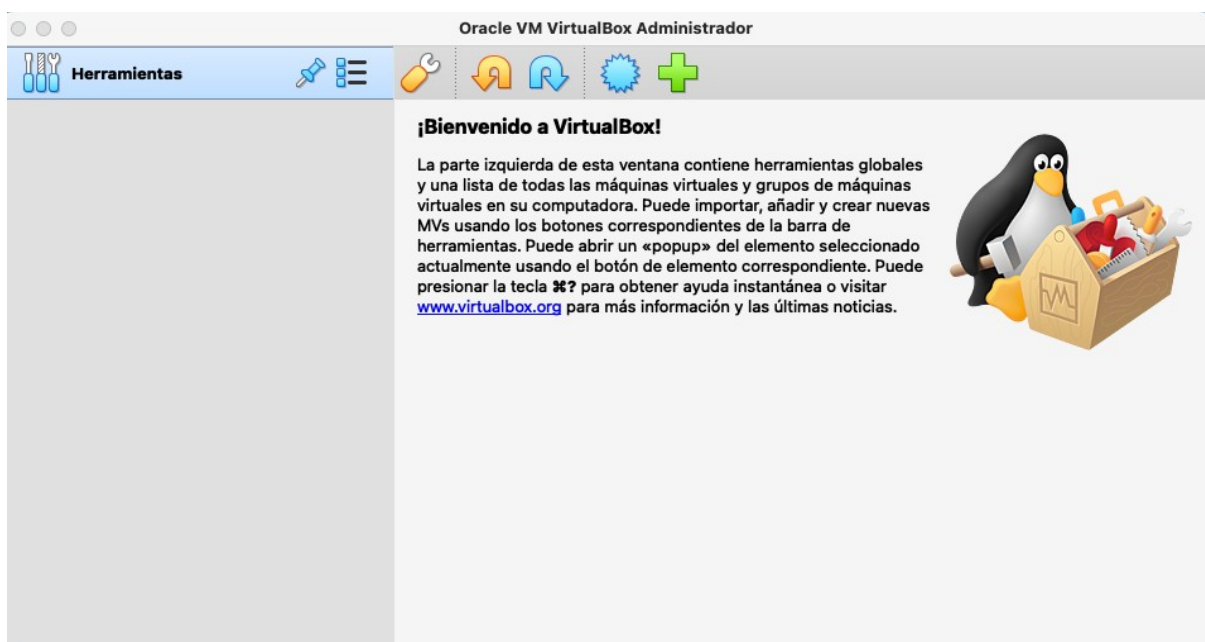 Oracle VM VirtualBox Administrador
Herramientas
¡Bienvenido a VirtualBox!
La parte izquierda de esta ventana contiene herramientas globales
y una lista de todas las máquinas virtuales y grupos de máquinas
virtuales en su computadora. Puede importar, añadir y crear nuevas
MVs usando los botones correspondientes de la barra de
herramientas. Puede abrir un «popup» del elemento seleccionado
actualmente usando el botón de elemento correspondiente. Puede
presionar la tecla ⌘? para obtener ayuda instantánea o visitar
www.virtualbox.org para más información y las últimas noticias.